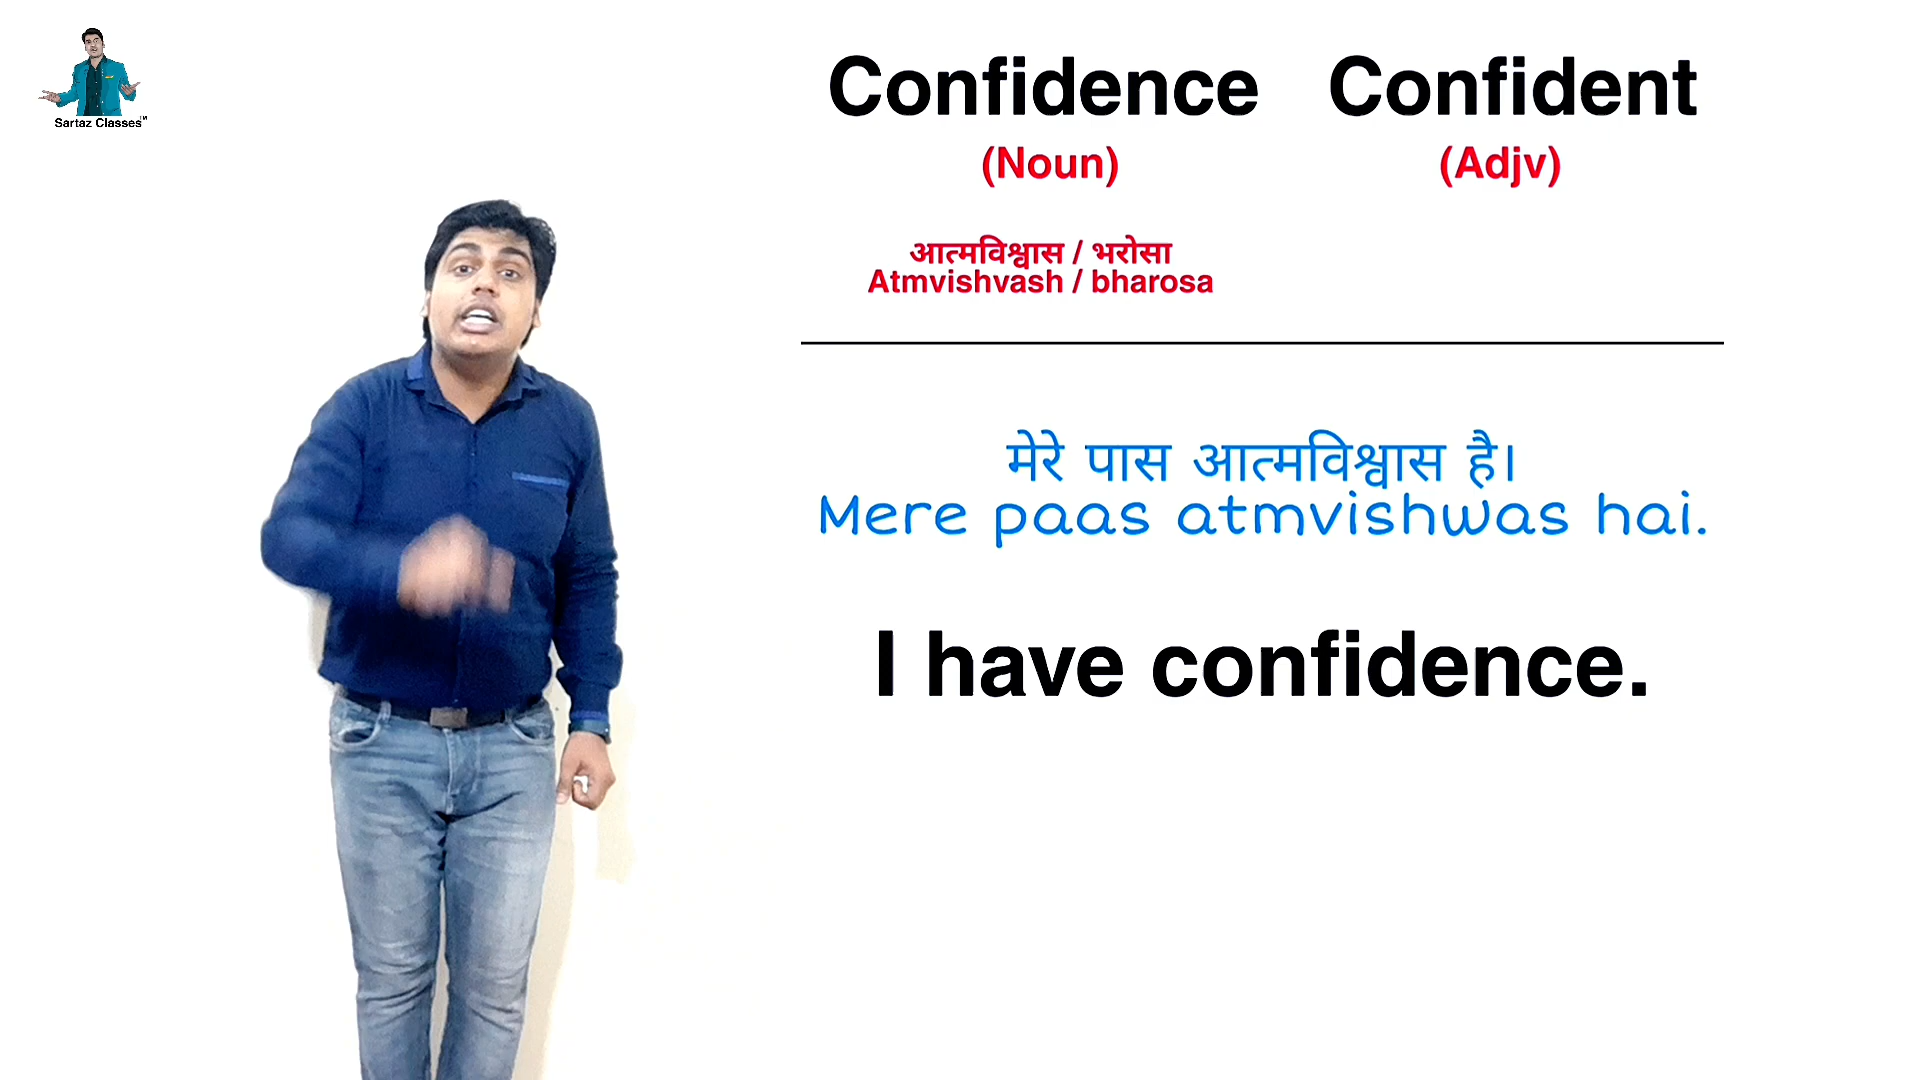 Sartaz Classes™
Confidence Confident
(Noun) (Adjv)
आत्मविश्वास / भरोसा
Atmvishvash / bharosa
मेरे पास आत्मविश्वास है।
Mere paas atmvishwas hai.
I have confidence.